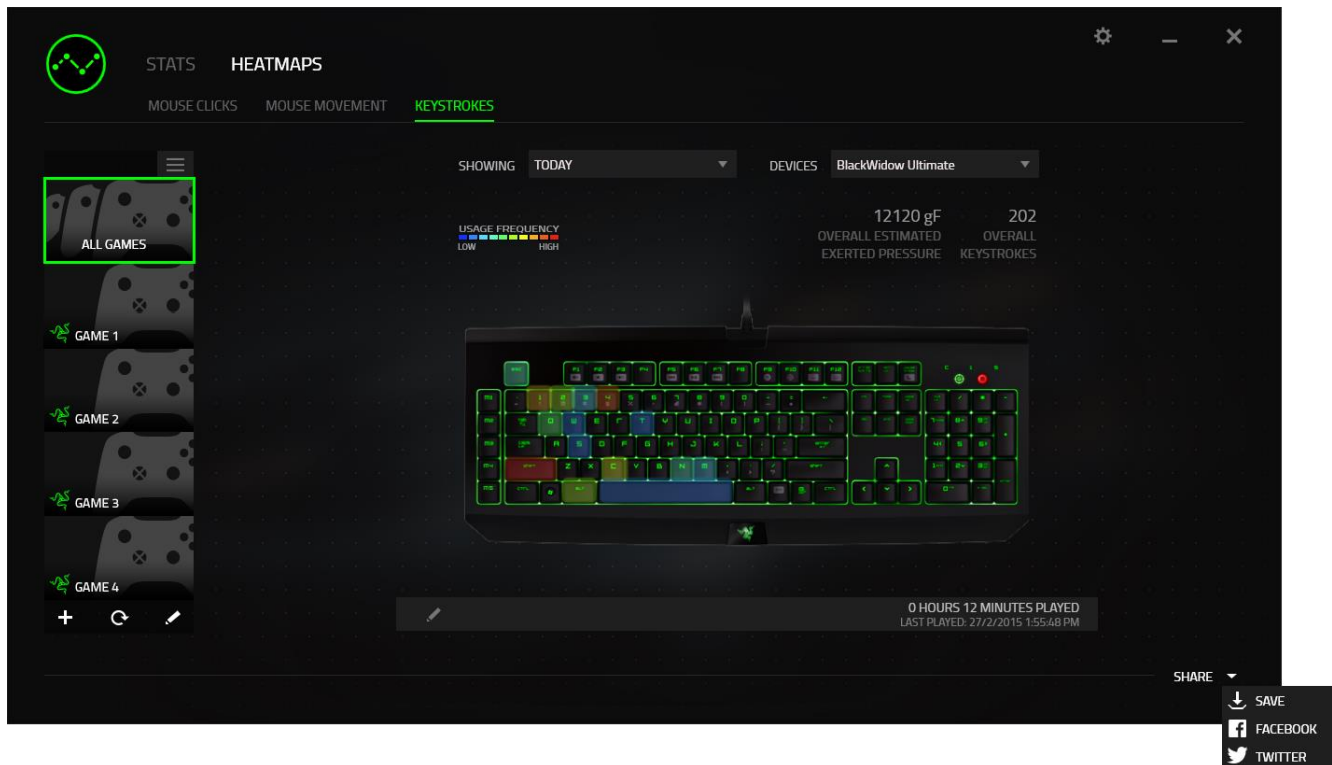 STATS HEATMAPS
MOUSE CLICKS MOUSE MOVEMENT KEYSTROKES
SHOWING TODAY DEVICES BlackWidow Ultimate
12120 gF 202
USAGE FREQUENCY
OVERALL ESTIMATED OVERALL
LOW HIGH
EXERTED PRESSURE KEYSTROKES
ALL GAMES
GAME 1
GAME 2
GAME 3
GAME 4
0 HOURS 12 MINUTES PLAYED
LAST PLAYED: 27/2/2015 1:55:48 PM
SHARE
SAVE
FACEBOOK
TWITTER